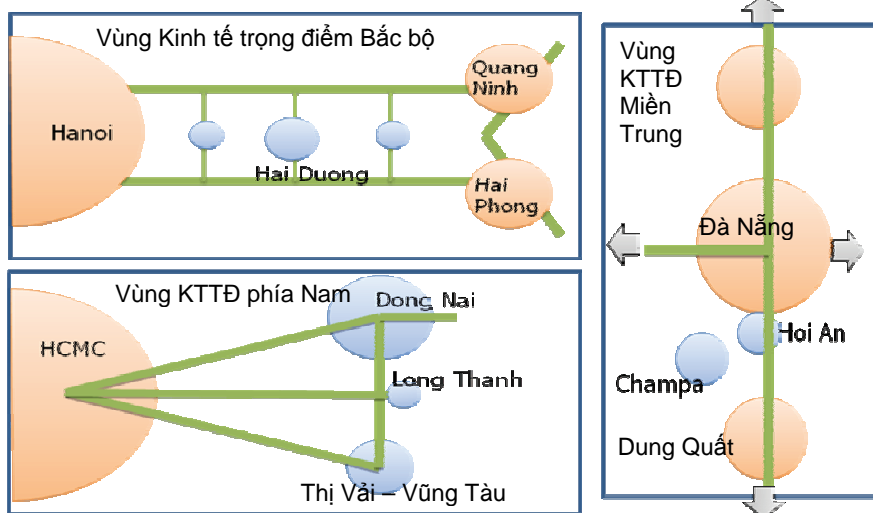 Vùng Kinh tế trọng điểm Bắc bộ
Quang
Ninh
Hanoi
Hai Duong
Hai
Phong
Vùng KTTĐ phía Nam
Dong Nai
HCMC
Long Thanh
Thị Vải – Vũng Tàu
Vùng
KTTĐ
Miền
Trung
Đà Nẵng
Hoi An
Champa
Dung Quất